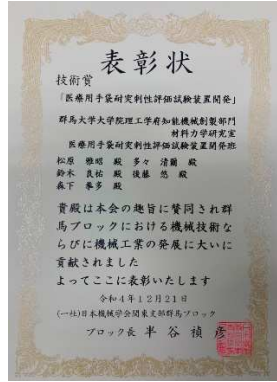 表彰状
技術賞
「医療用手袋耐突刺性評価試験装置開発」
群馬大学大学院理工学府知能機械創製部門
材料力学研究室
医療用手袋耐突刺性評価試験装置開発班
松原 雅昭 殿 多々 清爾 殿
鈴木 良祐 殿 後藤 悠 殿
森下 拳多 殿
貴殿は本会の趣旨に賛同され群
馬ブロックにおける機械技術な
らびに機械工業の発展に大いに
貢献されました
よってここに表彰いたします
令和4年12月21日
(一社)日本機械学会関東支部群馬ブロック
ブロック長 半谷 禎彦